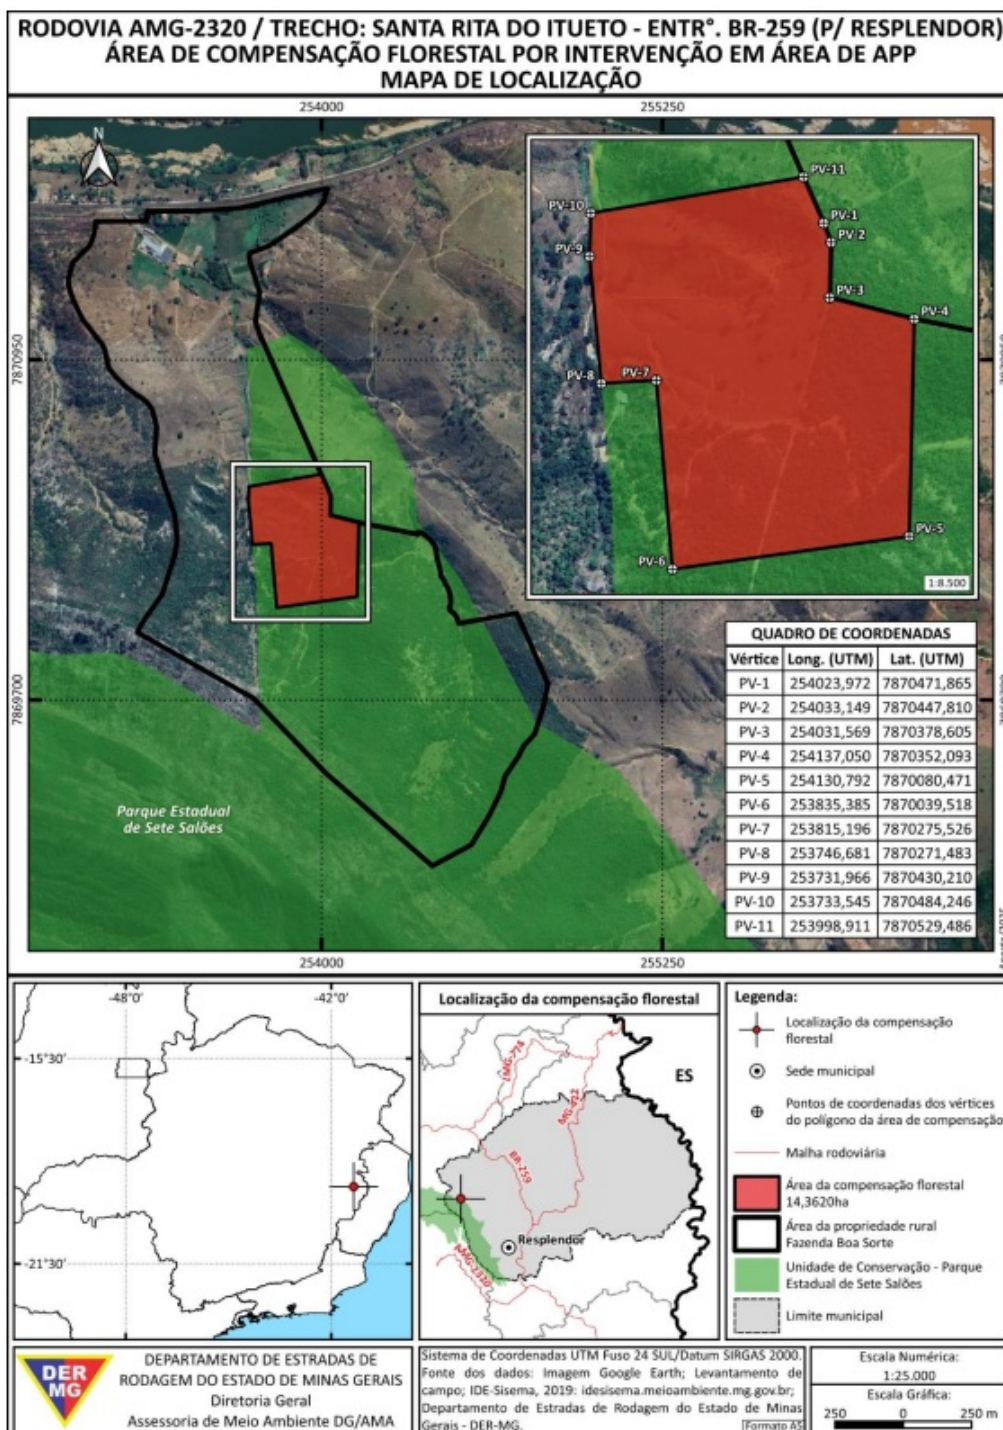 RODOVIA AMG-2320 / TRECHO: SANTA RITA DO ITUETO - ENTRº. BR-259 (P/ RESPLENDOR)
ÁREA DE COMPENSAÇÃO FLORESTAL POR INTERVENÇÃO EM ÁREA DE APP
MAPA DE LOCALIZAÇÃO
254000
255250
N
7870950
7869700
PV-11
PV-10
PV-1
PV-2
PV-9
PV-3
PV-4
PV-8
PV-7
PV-5
PV-6
1:8.500
7870950
Parque Estadual
de Sete Salões
254000
255250
QUADRO DE COORDENADAS
Vértice Long. (UTM) Lat. (UTM)
PV-1 254023,972 7870471,865
PV-2 254033,149 7870447,810
PV-3 254031,569 7870378,605
PV-4 254137,050 7870352,093
PV-5 254130,792 7870080,471
PV-6 253835,385 7870039,518
PV-7 253815,196 7870275,526
PV-8 253746,681 7870271,483
PV-9 253731,966 7870430,210
PV-10 253733,545 7870484,246
PV-11 253998,911 7870529,486
-48°0'
-42°0'
-15°30'
-21°30'
Localização da compensação florestal
LMG-774
MG-422
ES
BR-259
Resplendor
AMG-2320
Legenda:
Localização da compensação
florestal
Sede municipal
Pontos de coordenadas dos vértices
do polígono da área de compensação
Malha rodoviária
Área da compensação florestal
14,3620ha
Área da propriedade rural
Fazenda Boa Sorte
Unidade de Conservação - Parque
Estadual de Sete Salões
Limite municipal
DER
MG
DEPARTAMENTO DE ESTRADAS DE
RODAGEM DO ESTADO DE MINAS GERAIS
Diretoria Geral
Assessoria de Meio Ambiente DG/AMA
Sistema de Coordenadas UTM Fuso 24 SUL/Datum SIRGAS 2000.
Fonte dos dados: Imagem Google Earth; Levantamento de
campo; IDE-Sisema, 2019: idesisema.meioambiente.mg.gov.br;
Departamento de Estradas de Rodagem do Estado de Minas
Gerais - DER-MG.
Formato A5
Escala Numérica:
1:25.000
Escala Gráfica:
250 0 250 m